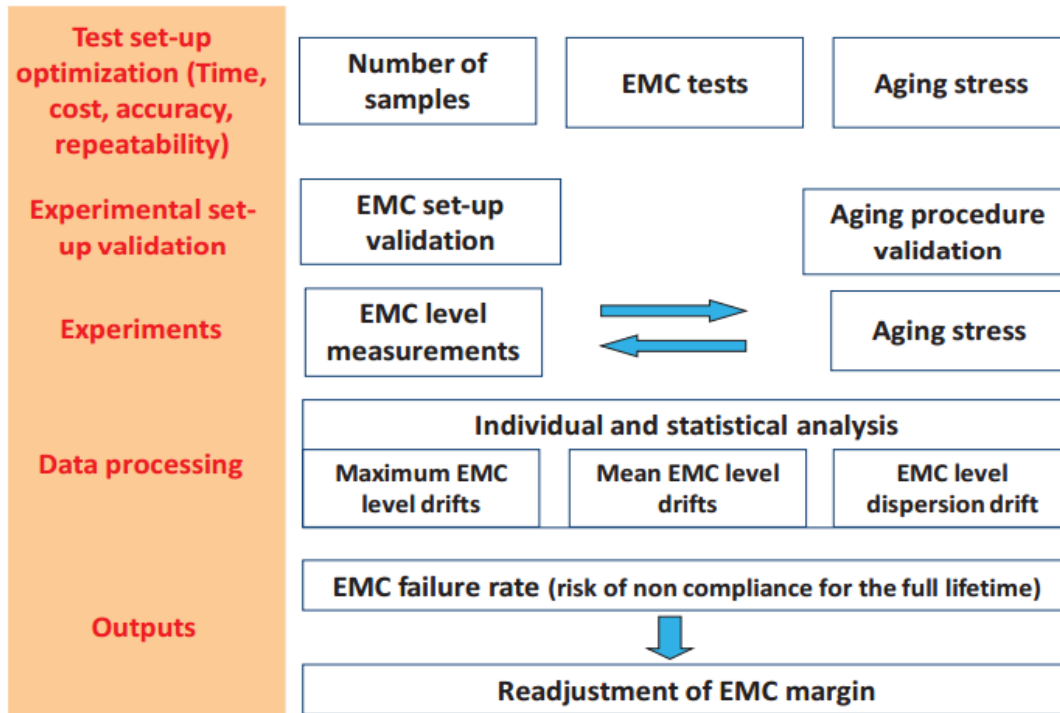 Test set-up
optimization (Time,
cost, accuracy,
repeatability)
Number of
samples
EMC tests
Aging stress
Experimental set-
up validation
EMC set-up
validation
Aging procedure
validation
Experiments
EMC level
measurements
Aging stress
Data processing
Individual and statistical analysis
Maximum EMC
level drifts
Mean EMC level
drifts
EMC level
dispersion drift
Outputs
EMC failure rate (risk of non compliance for the full lifetime)
Readjustment of EMC margin